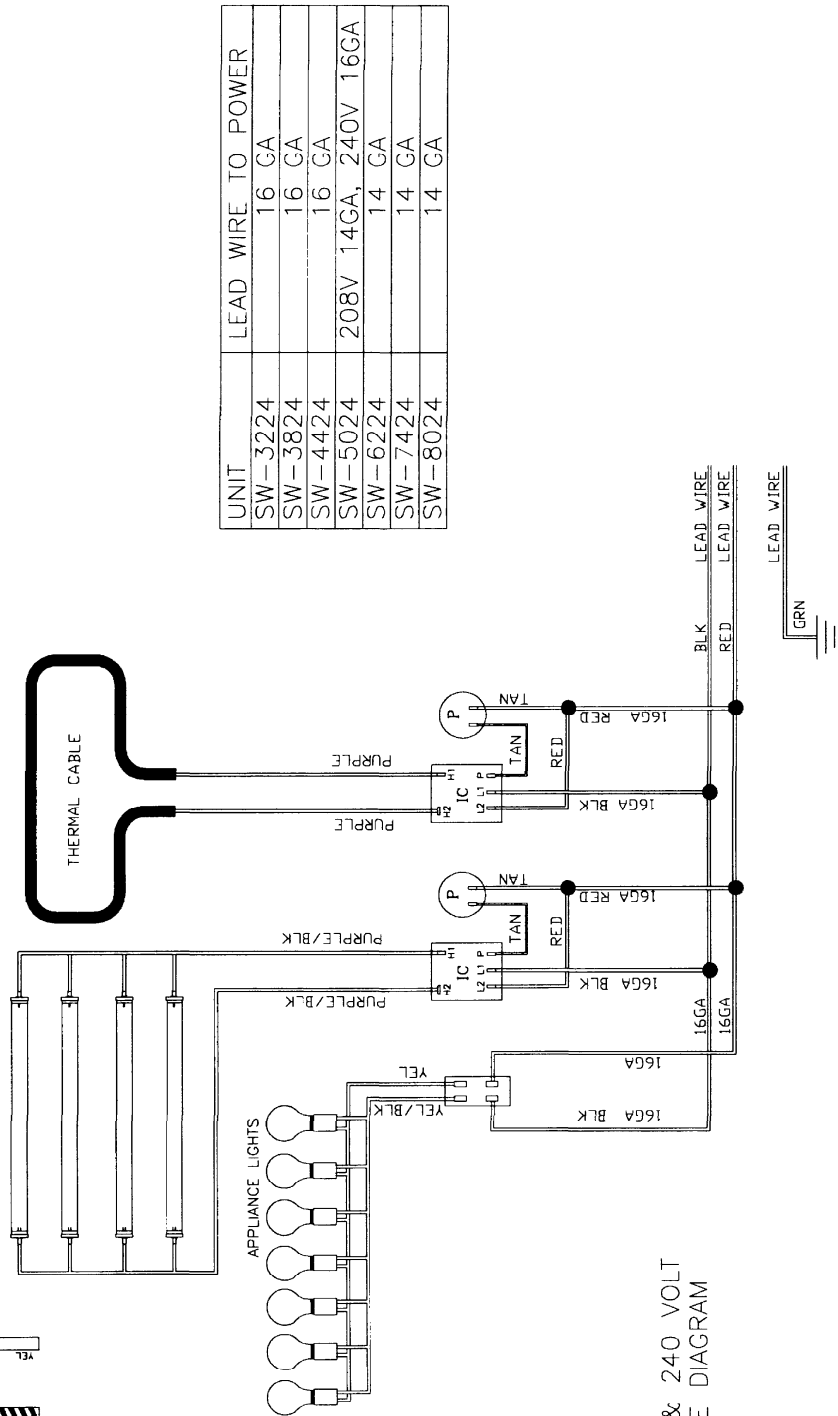 UNIT LEAD WIRE TO POWER
SW-3224 16 GA
SW-3824 16 GA
SW-4424 16 GA
SW-5024 208V 14GA, 240V 16GA
SW-6224 14 GA
SW-7424 14 GA
SW-8024 14 GA
THERMAL CABLE
PURPLE
PURPLE
H1
H2
IC
P
L1
L2
P
TAN
TAN
RED
16GA RED
16GA BLK
PURPLE/BLK
PURPLE/BLK
H1
H2
IC
P
L1
L2
P
TAN
TAN
RED
16GA RED
16GA BLK
BLK LEAD WIRE
RED LEAD WIRE
LEAD WIRE
GRN
16GA
16GA
16GA
16GA BLK
YEL
YEL/BLK
APPLIANCE LIGHTS
YEL
& 240 VOLT
E DIAGRAM